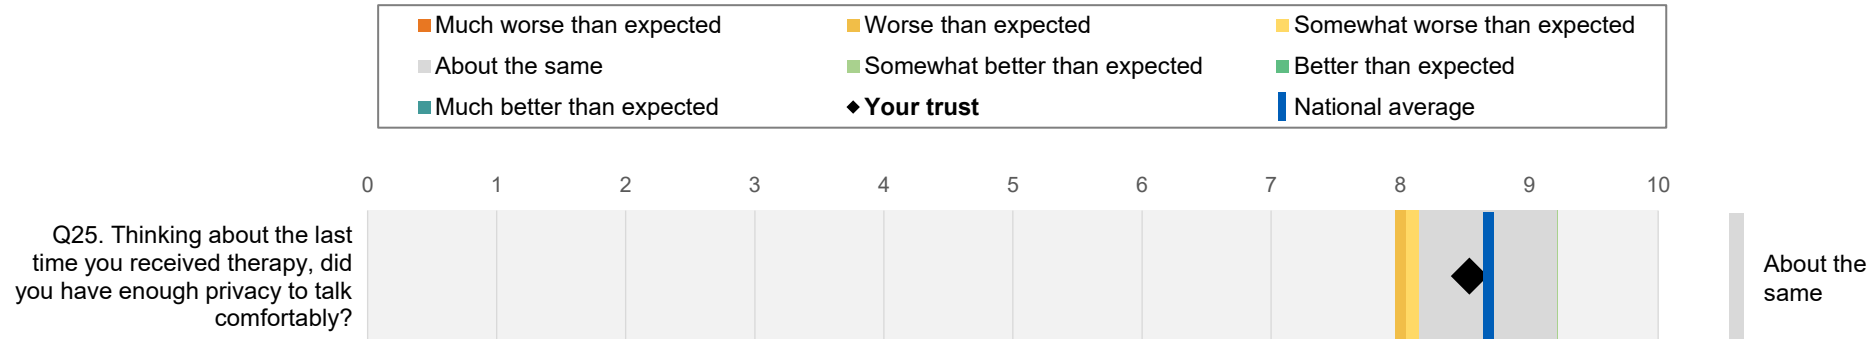 Much worse than expected
Worse than expected
Somewhat worse than expected
About the same
Somewhat better than expected
Better than expected
Much better than expected
Your trust
National average
0 1 2 3 4 5 6 7 8 9 10
Q25. Thinking about the last
time you received therapy, did
you have enough privacy to talk
comfortably?
About the
same